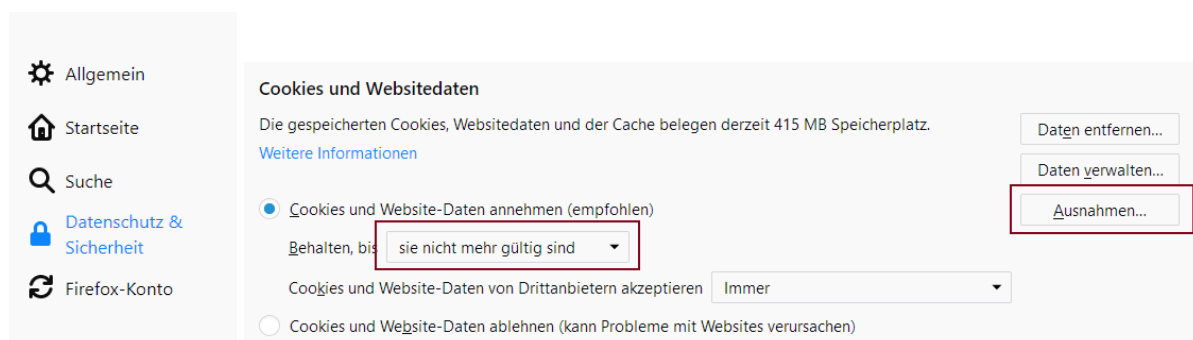 Allgemein
Startseite
Suche
Datenschutz &
Sicherheit
Firefox-Konto
Cookies und Websitedaten
Die gespeicherten Cookies, Websitedaten und der Cache belegen derzeit 415 MB Speicherplatz.
Weitere Informationen
Daten entfernen...
Daten verwalten...
Ausnahmen...
Cookies und Website-Daten annehmen (empfohlen)
Behalten, bis sie nicht mehr gültig sind
Cookies und Website-Daten von Drittanbietern akzeptieren Immer
Cookies und Website-Daten ablehnen (kann Probleme mit Websites verursachen)